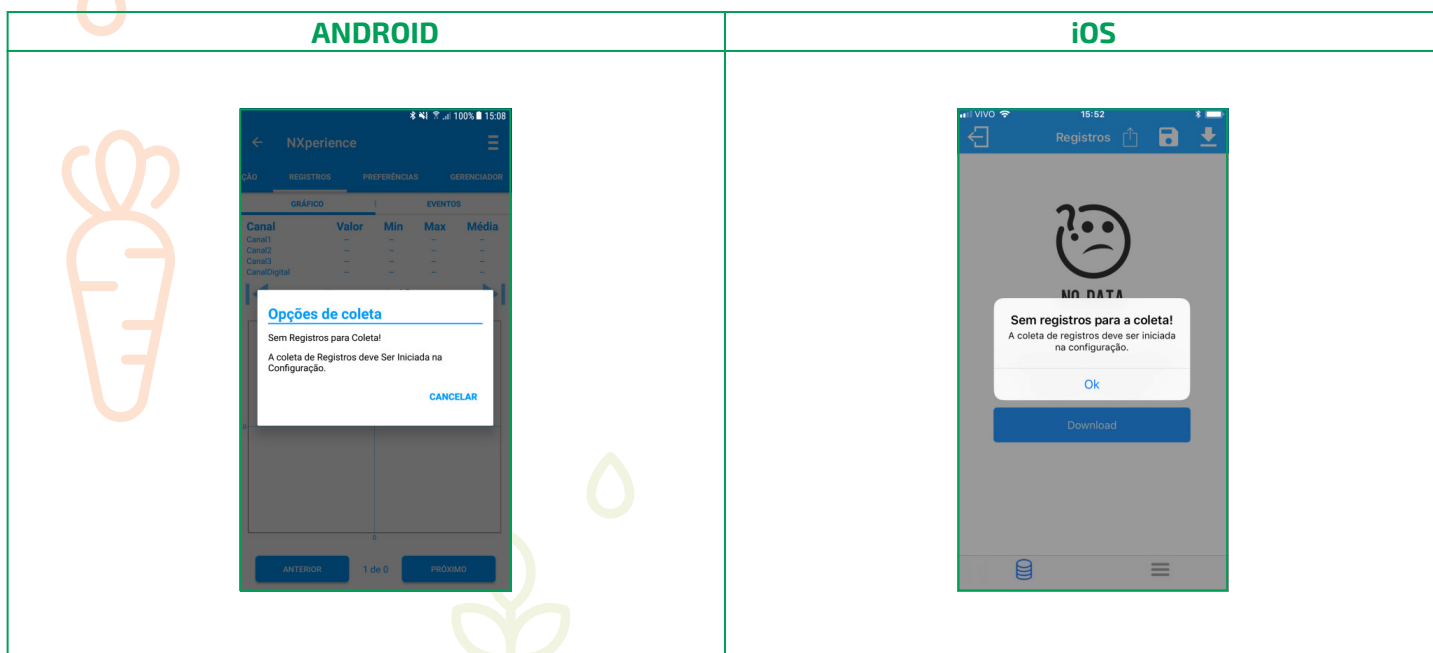 ANDROID
iOS
100% 15:08
NXperience
ÇÃO REGISTROS PREFERÊNCIAS GERENCIADOR
GRÁFICO | EVENTOS
Canal Valor Min Max Média
Canal1 -- -- -- --
Canal2 -- -- -- --
Canal3 -- -- -- --
CanalDigital -- -- -- --
Opções de coleta
Sem Registros para Coleta!
A coleta de Registros deve Ser Iniciada na
Configuração.
CANCELAR
0
0
ANTERIOR 1 de 0 PRÓXIMO
VIVO 15:52
Registros
NO DATA
Sem registros para a coleta!
A coleta de registros deve ser iniciada
na configuração.
Ok
Download